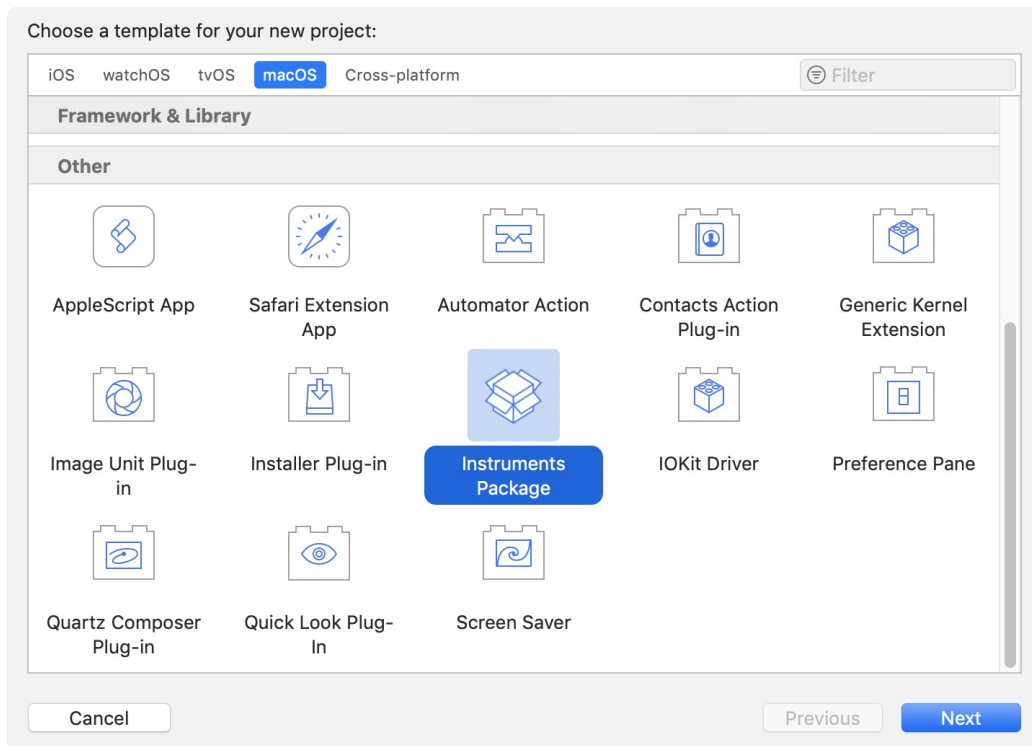 Choose a template for your new project:
iOS watchOS tvOS macOS Cross-platform Filter
Framework & Library
Other
AppleScript App
Safari Extension
App
Automator Action
Contacts Action
Plug-in
Generic Kernel
Extension
Image Unit Plug-
in
Installer Plug-in
Instruments
Package
IOKit Driver
Preference Pane
Quartz Composer
Plug-in
Quick Look Plug-
In
Screen Saver
Cancel Previous Next